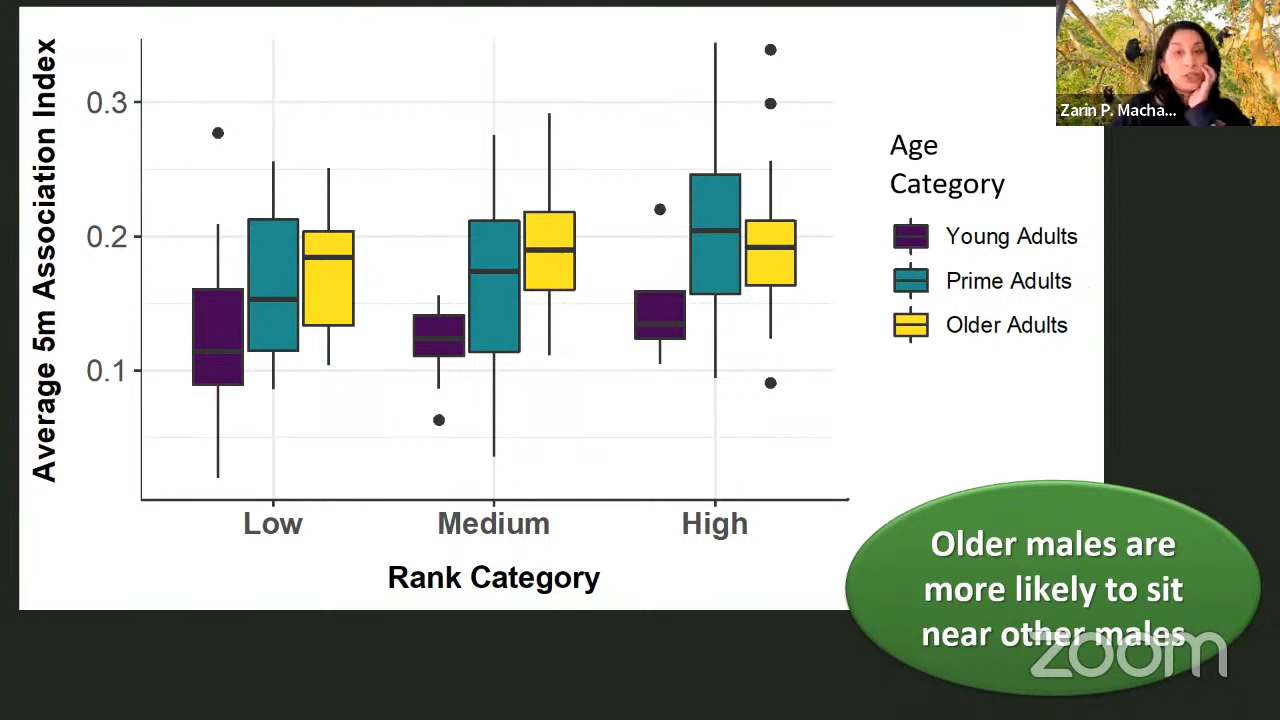 Average 5m Association Index
0.3
0.2
0.1
Low
Medium
High
Rank Category
Age
Category
Young Adults
Prime Adults
Older Adults
Zarin P. Macha...
Older males are
more likely to sit
near other males
zoom